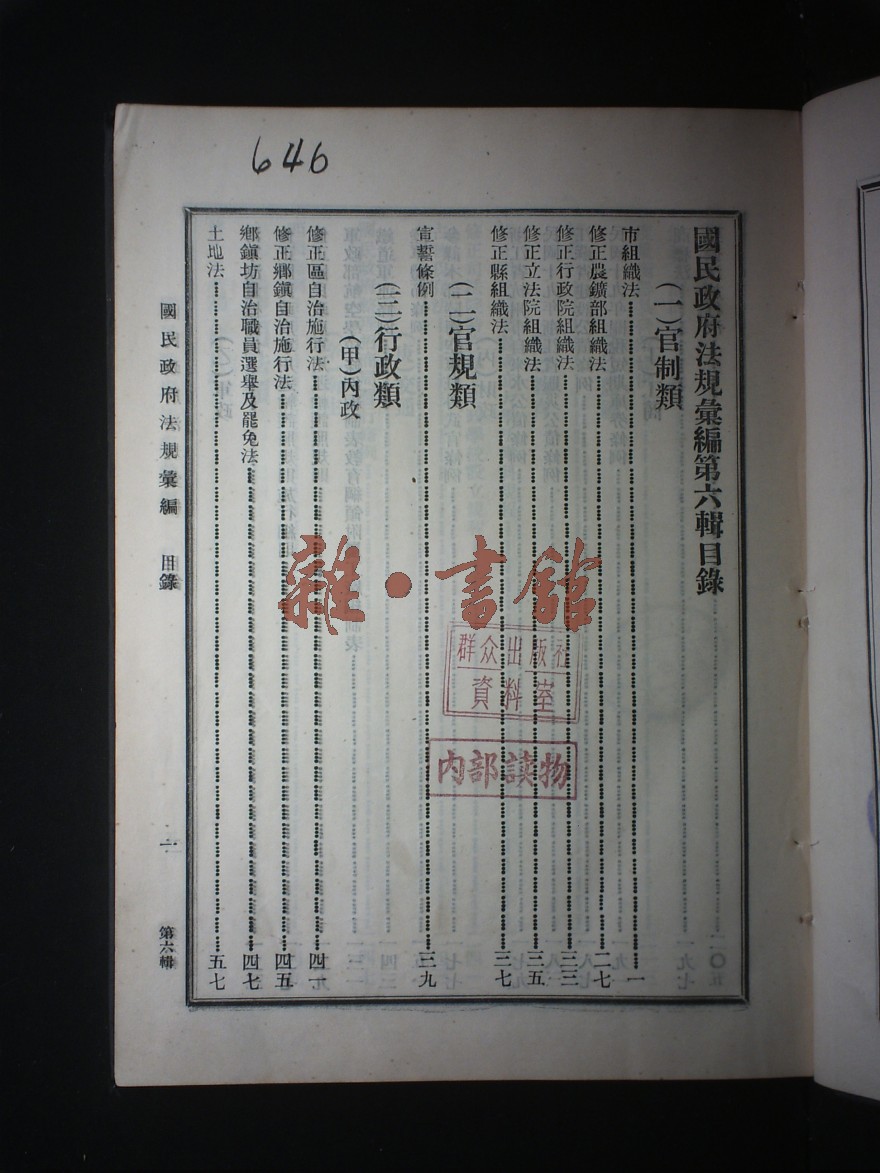 646
國民政府法規彙編第六輯目錄
(一)官制類
市組織法……一
修正農鑛部組織法……二七
修正行政院組織法……三三
修正立法院組織法……三五
修正縣組織法……三七
(二)官規類
宣誓條例……三九
(三)行政類
(甲)內政
修正區自治施行法……四一
修正鄉鎮自治施行法……四五
鄉鎮坊自治職員選舉及罷免法……四七
土地法……五七
國民政府法規彙編 目錄
一
第六輯
雜·書館
群众出版社
資料室
内部読物